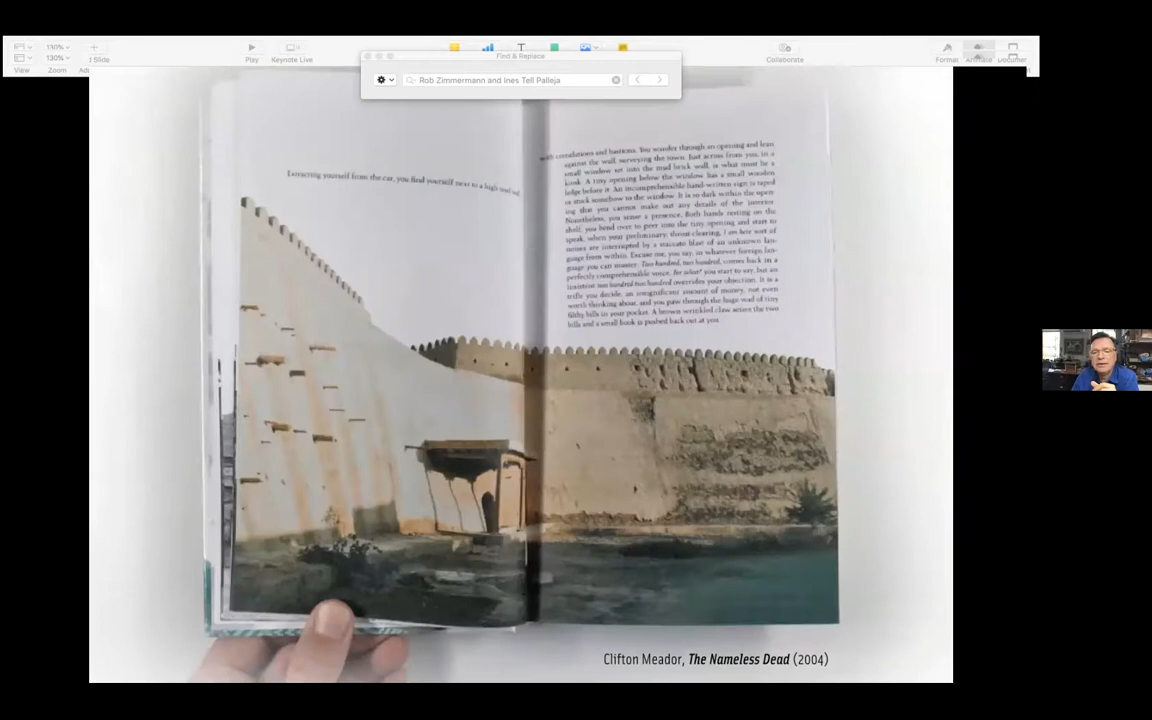 130%
130%
View
Zoom
Add
1 Slide
Play
Keynote Live
Collaborate
Format
Animate
Document
Find & Replace
Rob Zimmermann and Ines Tell Palleja
Extracting yourself from the car, you find yourself next to a high mud wall
with crenelations and bastions. You wander through an opening and lean
against the wall, surveying the town. Just across from you, in a
small window set into the mud brick wall, is what must be a
kiosk. A tiny opening below the window has a small wooden
ledge before it. An incomprehensible hand-written sign is taped
or stuck somehow to the window. It is so dark within the open
ing that you cannot make out any details of the interior
Nonetheless, you sense a presence. Both hands resting on the
shelf, you bend over to peer into the tiny opening and start to
speak, when your preliminary, throat clearing, I am here sort of
noises are interrupted by a staccato blast of an unknown lan-
guage from within. Excuse me, you say, in whatever foreign lan-
guage you can muster. Two hundred, two hundred, comes back in a
perfectly comprehensible voice. for what? you start to say, but an
insistent two hundred two hundred overrides your objection. It is a
trifle you decide, an insignificant amount of money, not even
worth thinking about, and you paw through the huge wad of tiny
filthy bills in your pocket. A brown wrinkled claw seizes the two
bills and a small book is pushed back out at you
Clifton Meador, The Nameless Dead (2004)